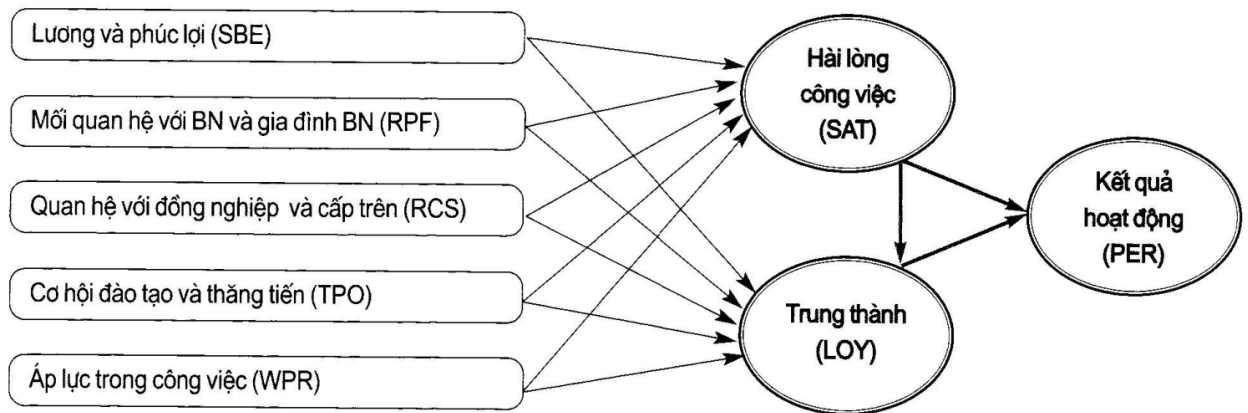 Lương và phúc lợi (SBE)
Mối quan hệ với BN và gia đình BN (RPF)
Quan hệ với đồng nghiệp và cấp trên (RCS)
Cơ hội đào tạo và thăng tiến (TPO)
Áp lực trong công việc (WPR)
Hài lòng
công việc
(SAT)
Trung thành
(LOY)
Kết quả
hoạt động
(PER)